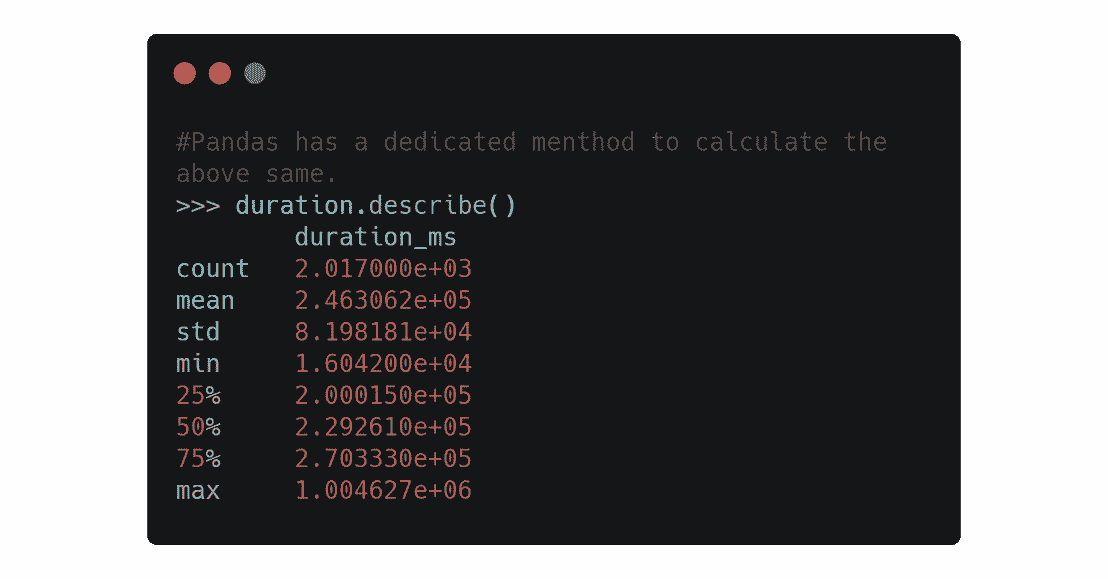 #Pandas has a dedicated menthod to calculate the
above same.
>>> duration.describe()
        duration_ms
count   2.017000e+03
mean    2.463062e+05
std     8.198181e+04
min     1.604200e+04
25%     2.000150e+05
50%     2.292610e+05
75%     2.703330e+05
max     1.004627e+06